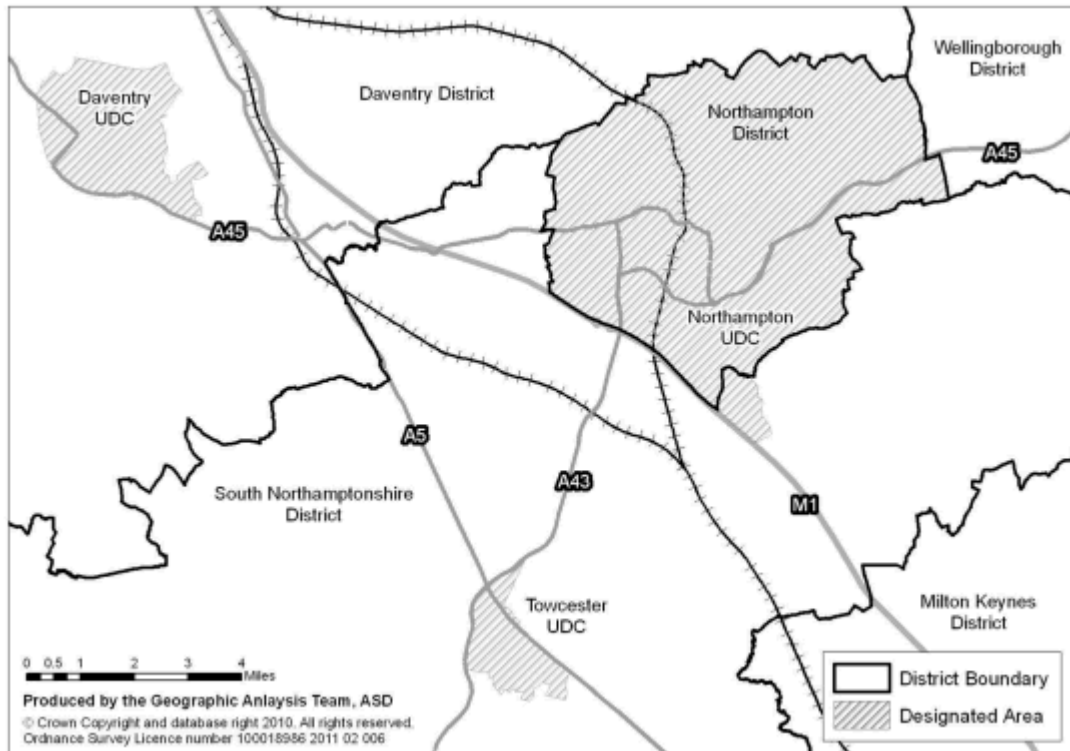 Wellingborough
District
Daventry
UDC
Daventry District
Northampton
District
A45
A45
Northampton
UDC
A5
A43
M1
South Northamptonshire
District
Towcester
UDC
Milton Keynes
District
0 0.5 1 2 3 4
Miles
Produced by the Geographic Anlaysis Team, ASD
© Crown Copyright and database right 2010. All rights reserved.
Ordnance Survey Licence number 100018986 2011 02 006
District Boundary
Designated Area